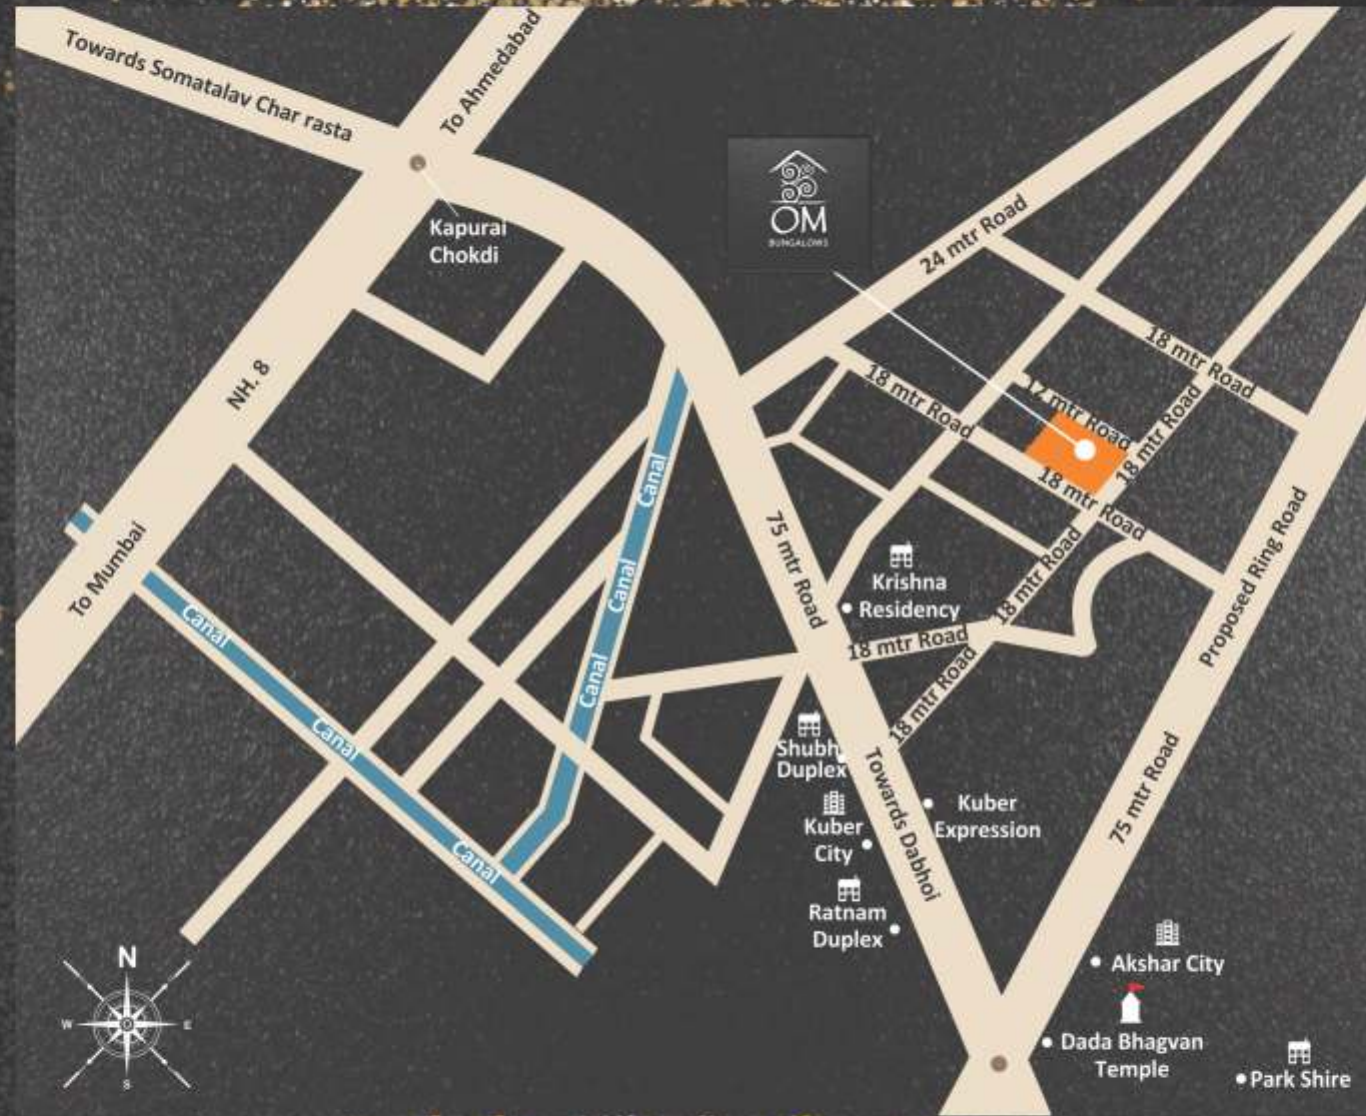 Towards Somatalav Char rasta
To Ahmedabad
Kapurai
Chokdi
OM
BUNGALOWS
24 mtr Road
18 mtr Road
12 mtr Road
18 mtr Road
18 mtr Road
18 mtr Road
NH. 8
To Mumbai
Canal
Canal
Canal
Canal
Canal
Canal
75 mtr Road
Krishna
Residency
18 mtr Road
18 mtr Road
18 mtr Road
Proposed Ring Road
75 mtr Road
Shubh
Duplex
Towards Dabhoi
Kuber
City
Kuber
Expression
Ratnam
Duplex
Akshar City
Dada Bhagvan
Temple
Park Shire
N
W
E
S